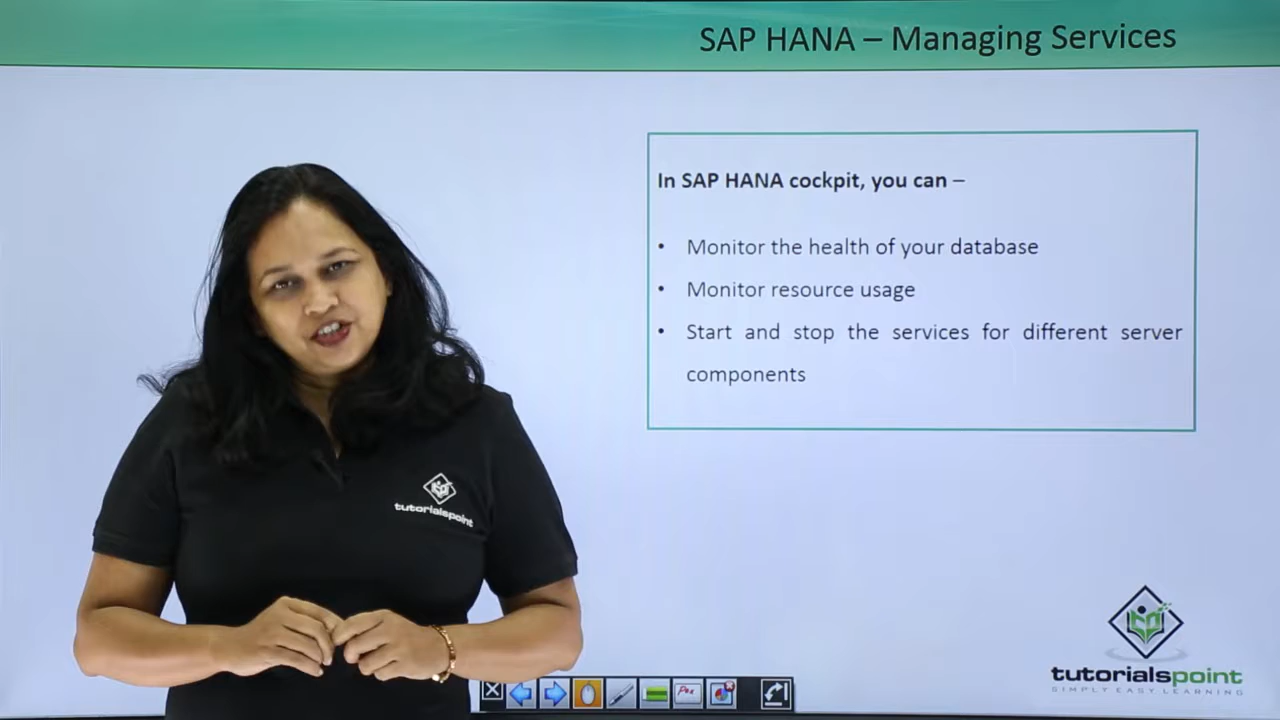 SAP HANA – Managing Services
In SAP HANA cockpit, you can –
• Monitor the health of your database
• Monitor resource usage
• Start and stop the services for different server
components
tutorialspoint
Pen
tutorialspoint
SIMPLY EASY LEARNING